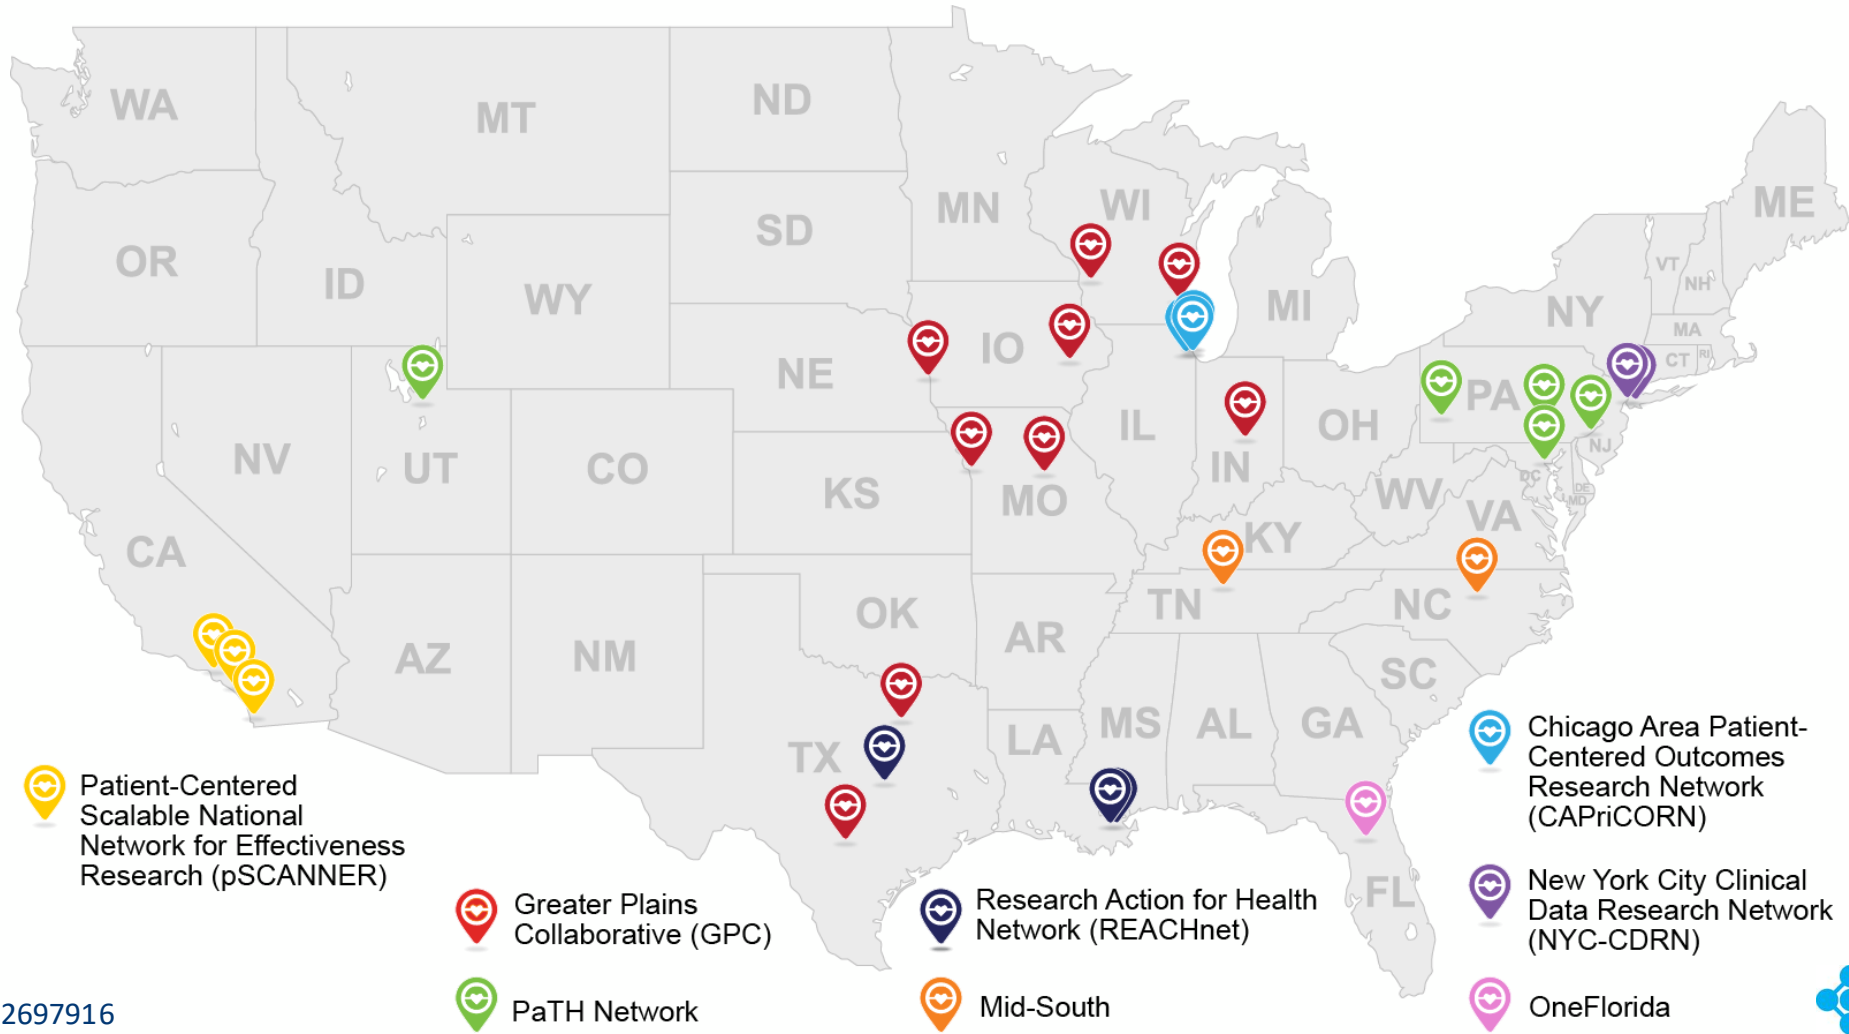 WA
MT
ND
MN
WI
ME
OR
ID
SD
WY
MI
VT
NH
NY
MA
CT
RI
IO
NE
PA
NV
UT
CO
KS
IL
IN
OH
NJ
MO
WV
DC
DE
MD
VA
CA
KY
AZ
NM
OK
AR
TN
NC
SC
TX
LA
MS
AL
GA
FL
Patient-Centered
Scalable National
Network for Effectiveness
Research (pSCANNER)
Greater Plains
Collaborative (GPC)
PaTH Network
Research Action for Health
Network (REACHnet)
Mid-South
Chicago Area Patient-
Centered Outcomes
Research Network
(CAPriCORN)
New York City Clinical
Data Research Network
(NYC-CDRN)
OneFlorida
2697916